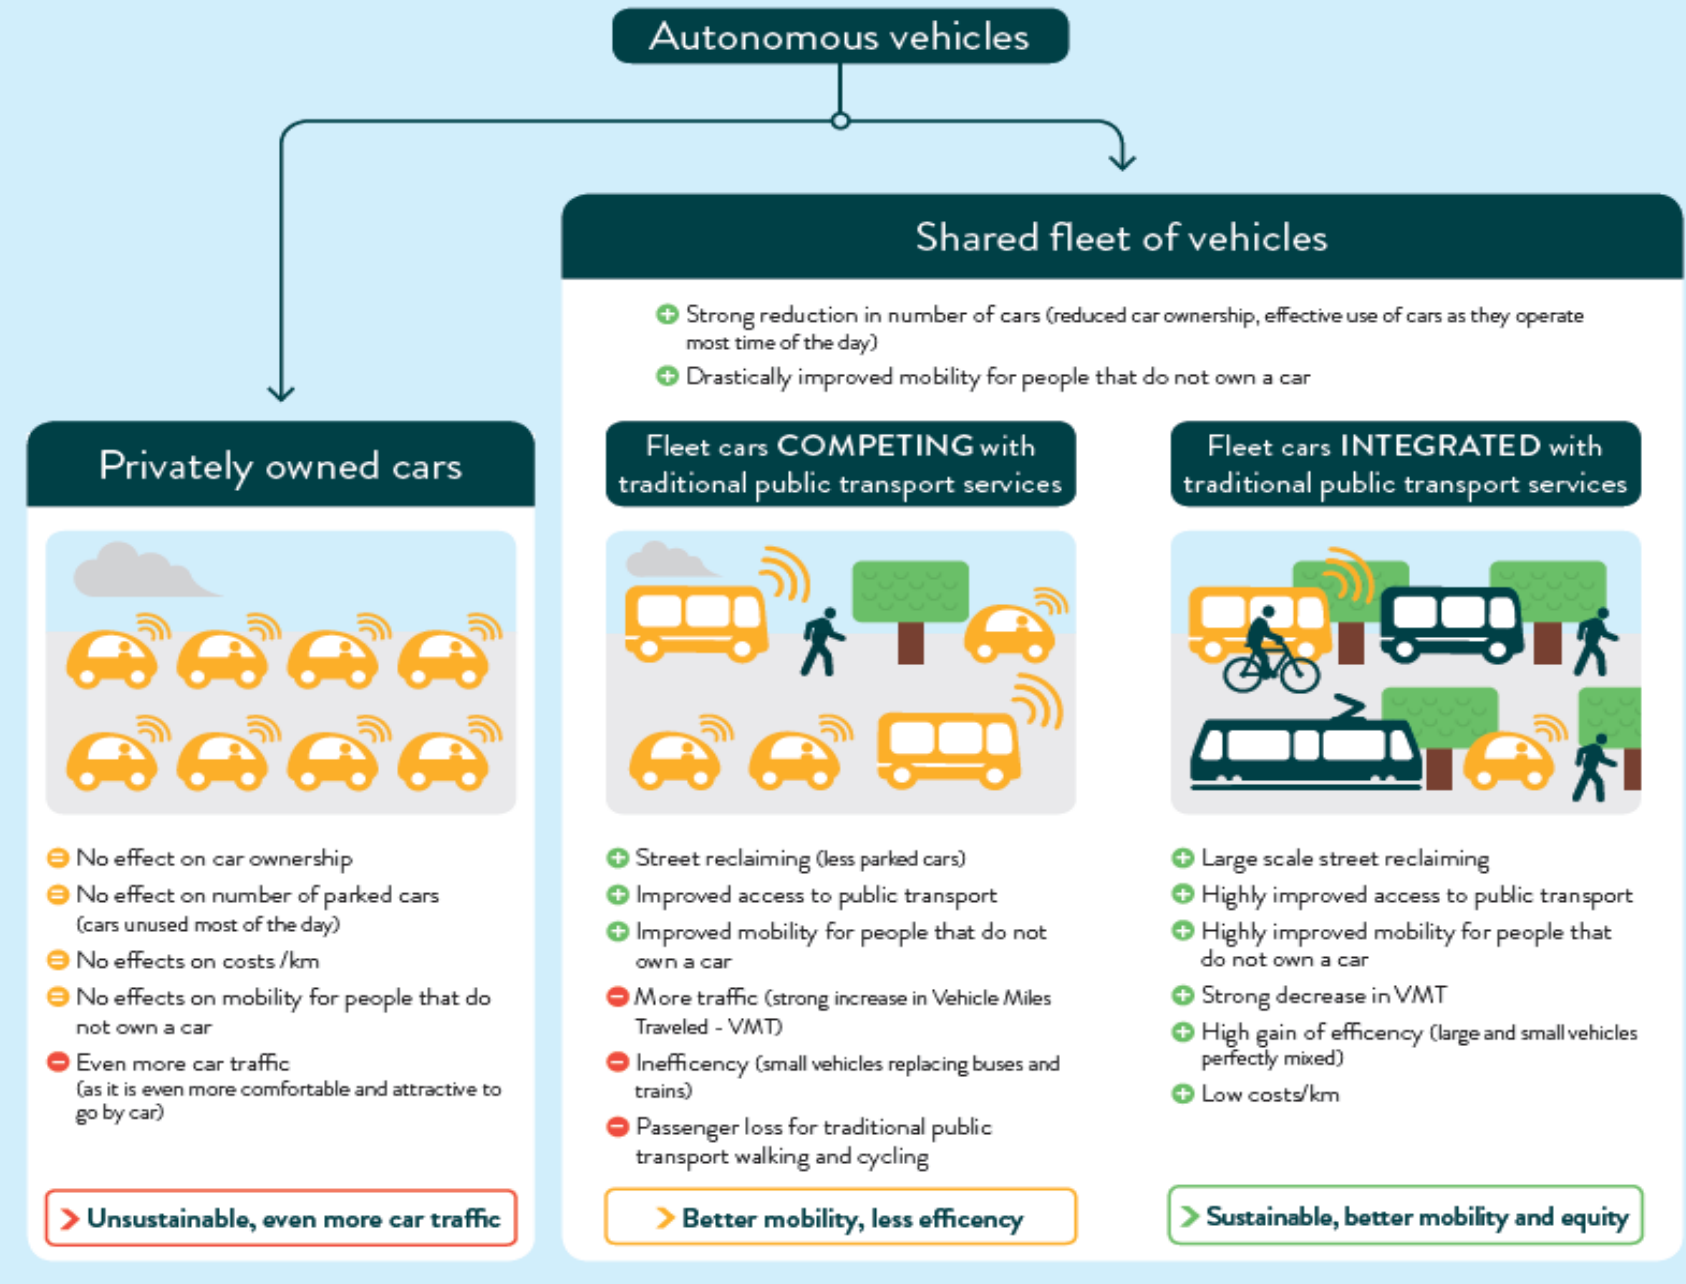 Autonomous vehicles
Shared fleet of vehicles
Strong reduction in number of cars (reduced car ownership, effective use of cars as they operate
most time of the day)
Drastically improved mobility for people that do not own a car
Privately owned cars
No effect on car ownership
No effect on number of parked cars
(cars unused most of the day)
No effects on costs /km
No effects on mobility for people that do
not own a car
Even more car traffic
(as it is even more comfortable and attractive to
go by car)
Unsustainable, even more car traffic
Fleet cars COMPETING with
traditional public transport services
Street reclaiming (less parked cars)
Improved access to public transport
Improved mobility for people that do not
own a car
More traffic (strong increase in Vehicle Miles
Traveled - VMT)
Inefficency (small vehicles replacing buses and
trains)
Passenger loss for traditional public
transport walking and cycling
Better mobility, less efficency
Fleet cars INTEGRATED with
traditional public transport services
Large scale street reclaiming
Highly improved access to public transport
Highly improved mobility for people that
do not own a car
Strong decrease in VMT
High gain of efficency (large and small vehicles
perfectly mixed)
Low costs/km
Sustainable, better mobility and equity